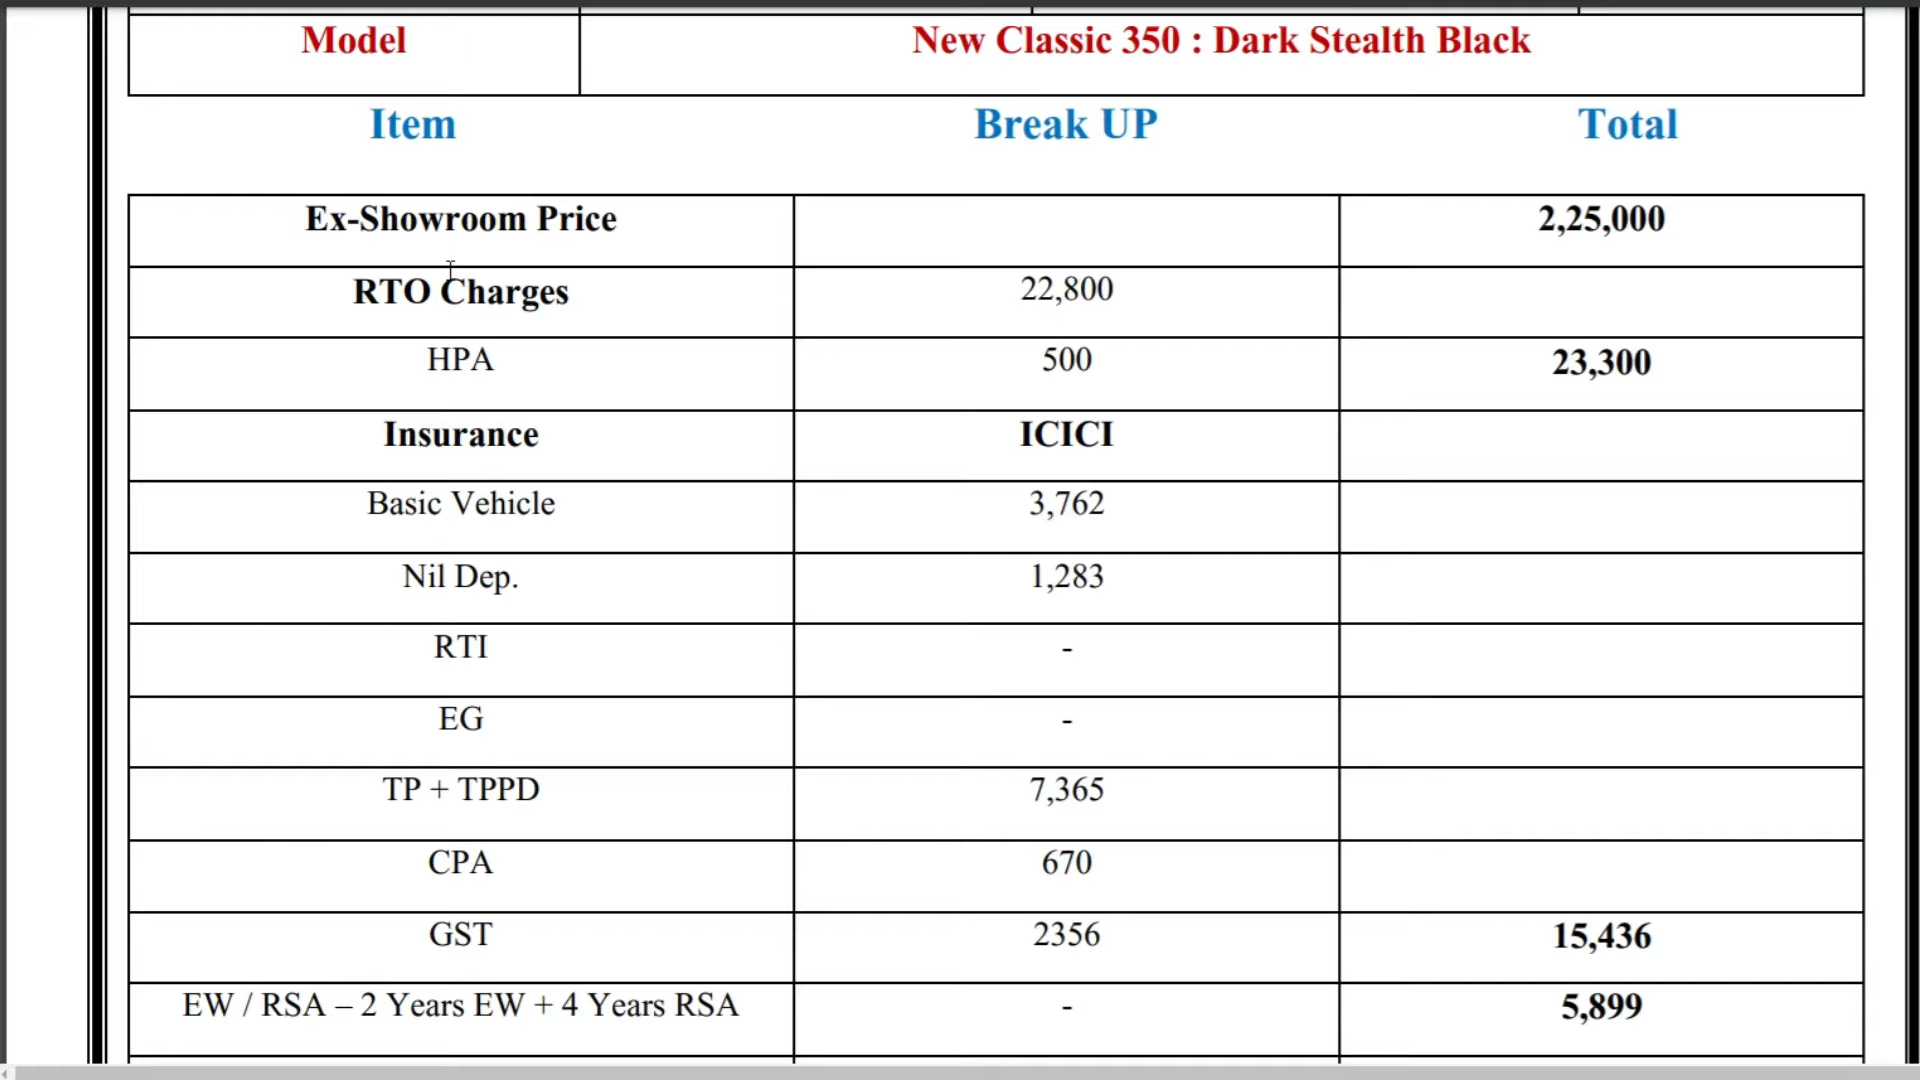 Model New Classic 350 : Dark Stealth Black
Item Break UP Total
Ex-Showroom Price 2,25,000
RTO Charges 22,800
HPA 500 23,300
Insurance ICICI
Basic Vehicle 3,762
Nil Dep. 1,283
RTI -
EG -
TP + TPPD 7,365
CPA 670
GST 2356 15,436
EW / RSA – 2 Years EW + 4 Years RSA - 5,899